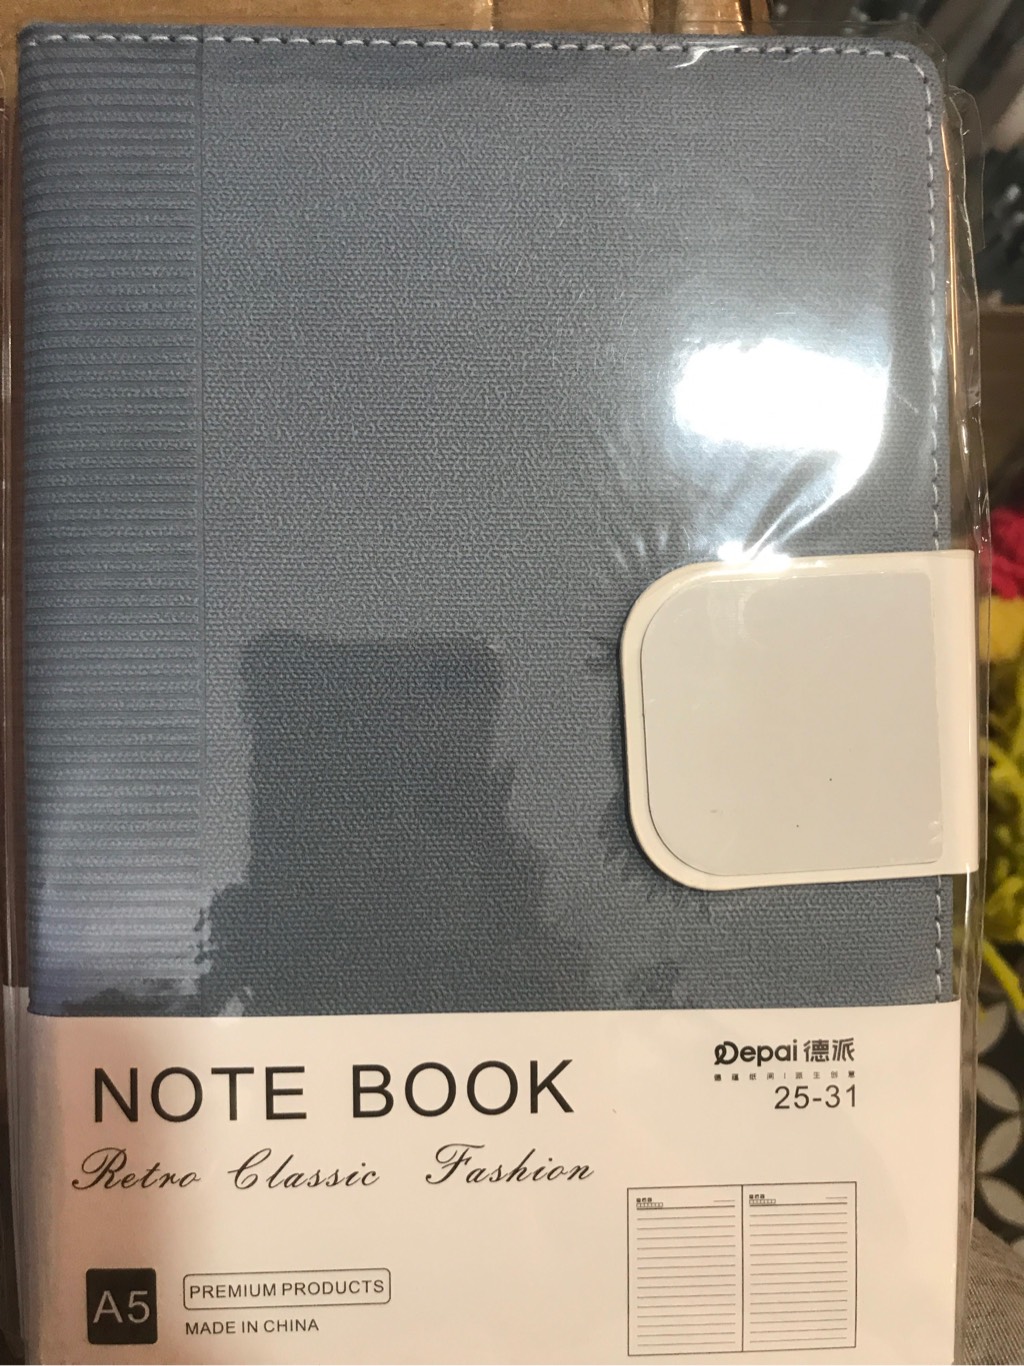 NOTE BOOK
Retro Classic Fashion
Depai 德派
25-31
A5
PREMIUM PRODUCTS
MADE IN CHINA